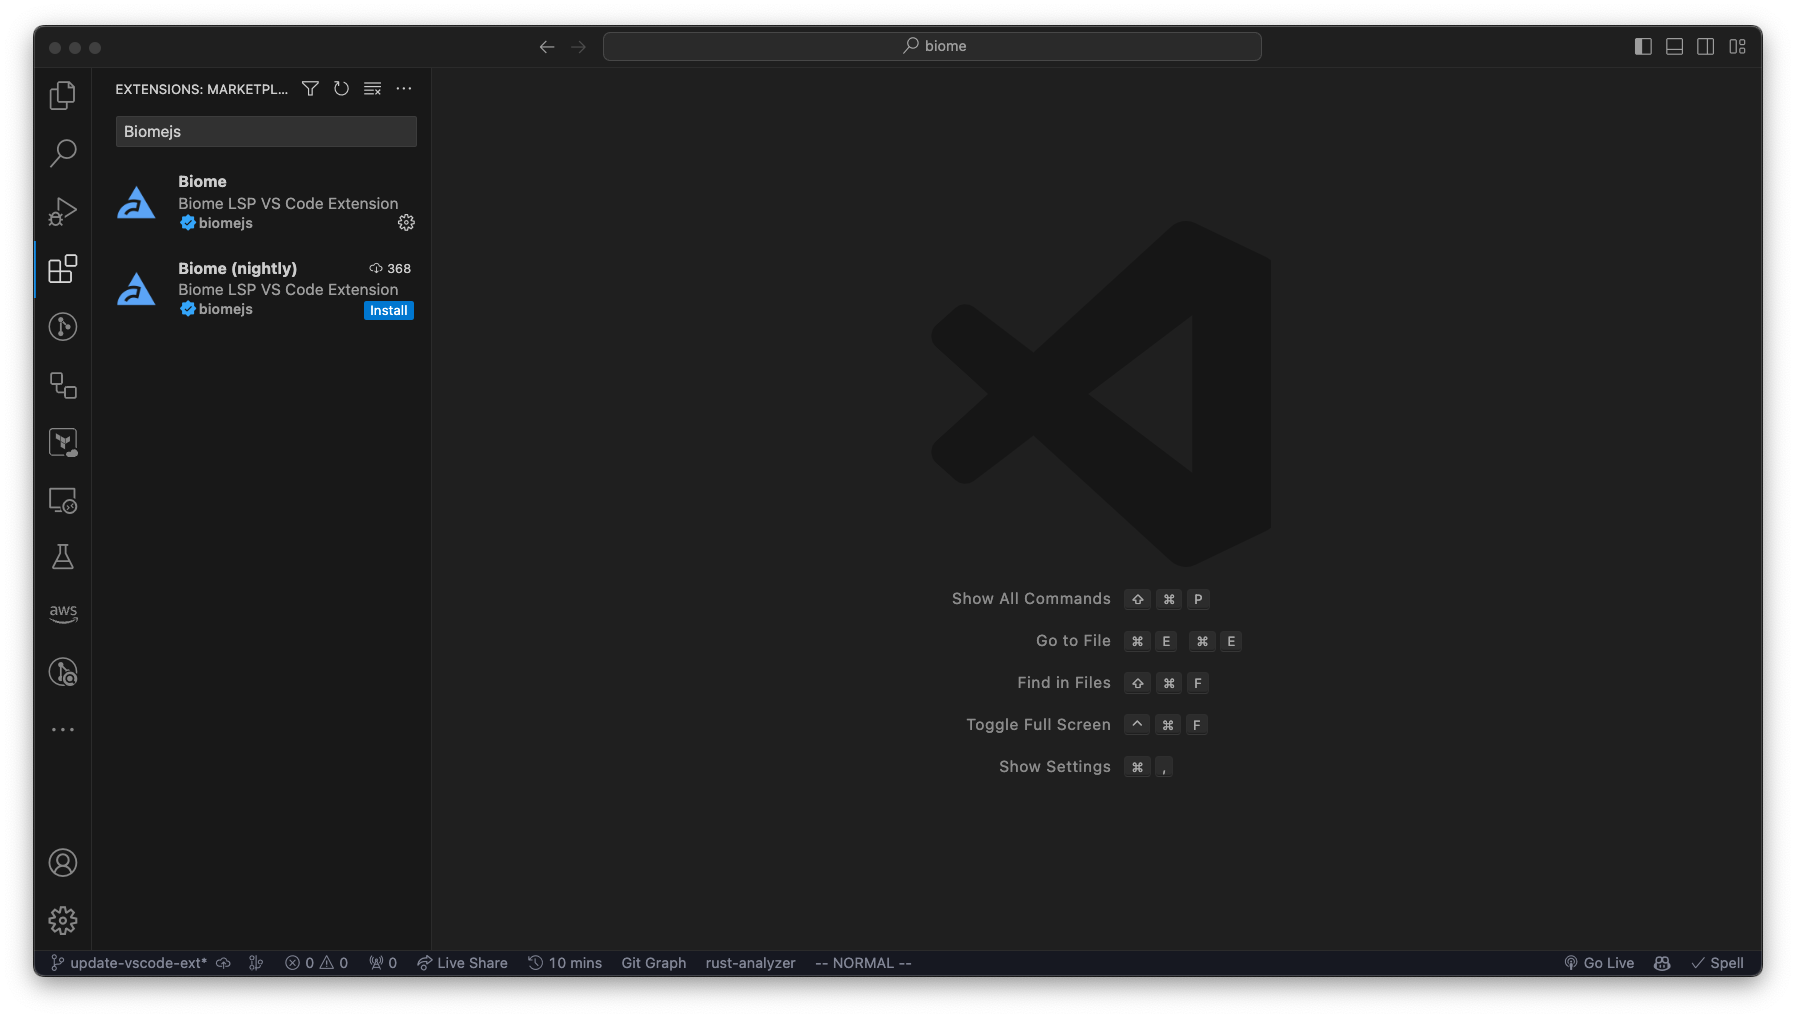 biome
EXTENSIONS: MARKETPL...
Biomejs
Biome
Biome LSP VS Code Extension
biomejs
Biome (nightly)
368
Biome LSP VS Code Extension
biomejs
Install
aws
Show All Commands ⇧ ⌘ P
Go to File ⌘ E ⌘ E
Find in Files ⇧ ⌘ F
Toggle Full Screen ^ ⌘ F
Show Settings ⌘ ,
update-vscode-ext* 0 0 0 Live Share 10 mins Git Graph rust-analyzer -- NORMAL -- Go Live Spell